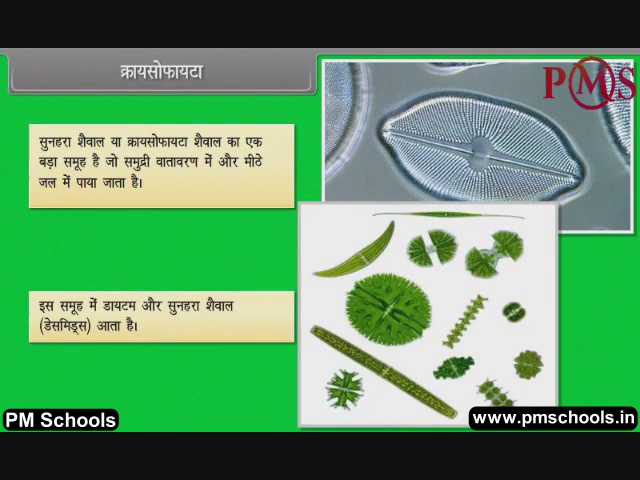 क्रायसोफायटा
PMS
सुनहरा शैवाल या क्रायसोफायटा शैवाल का एक
बड़ा समूह है जो समुद्री वातावरण में और मीठे
जल में पाया जाता है।
इस समूह में डायटम और सुनहरा शैवाल
(डेसमिड्स) आता है।
PM Schools
www.pmschools.in